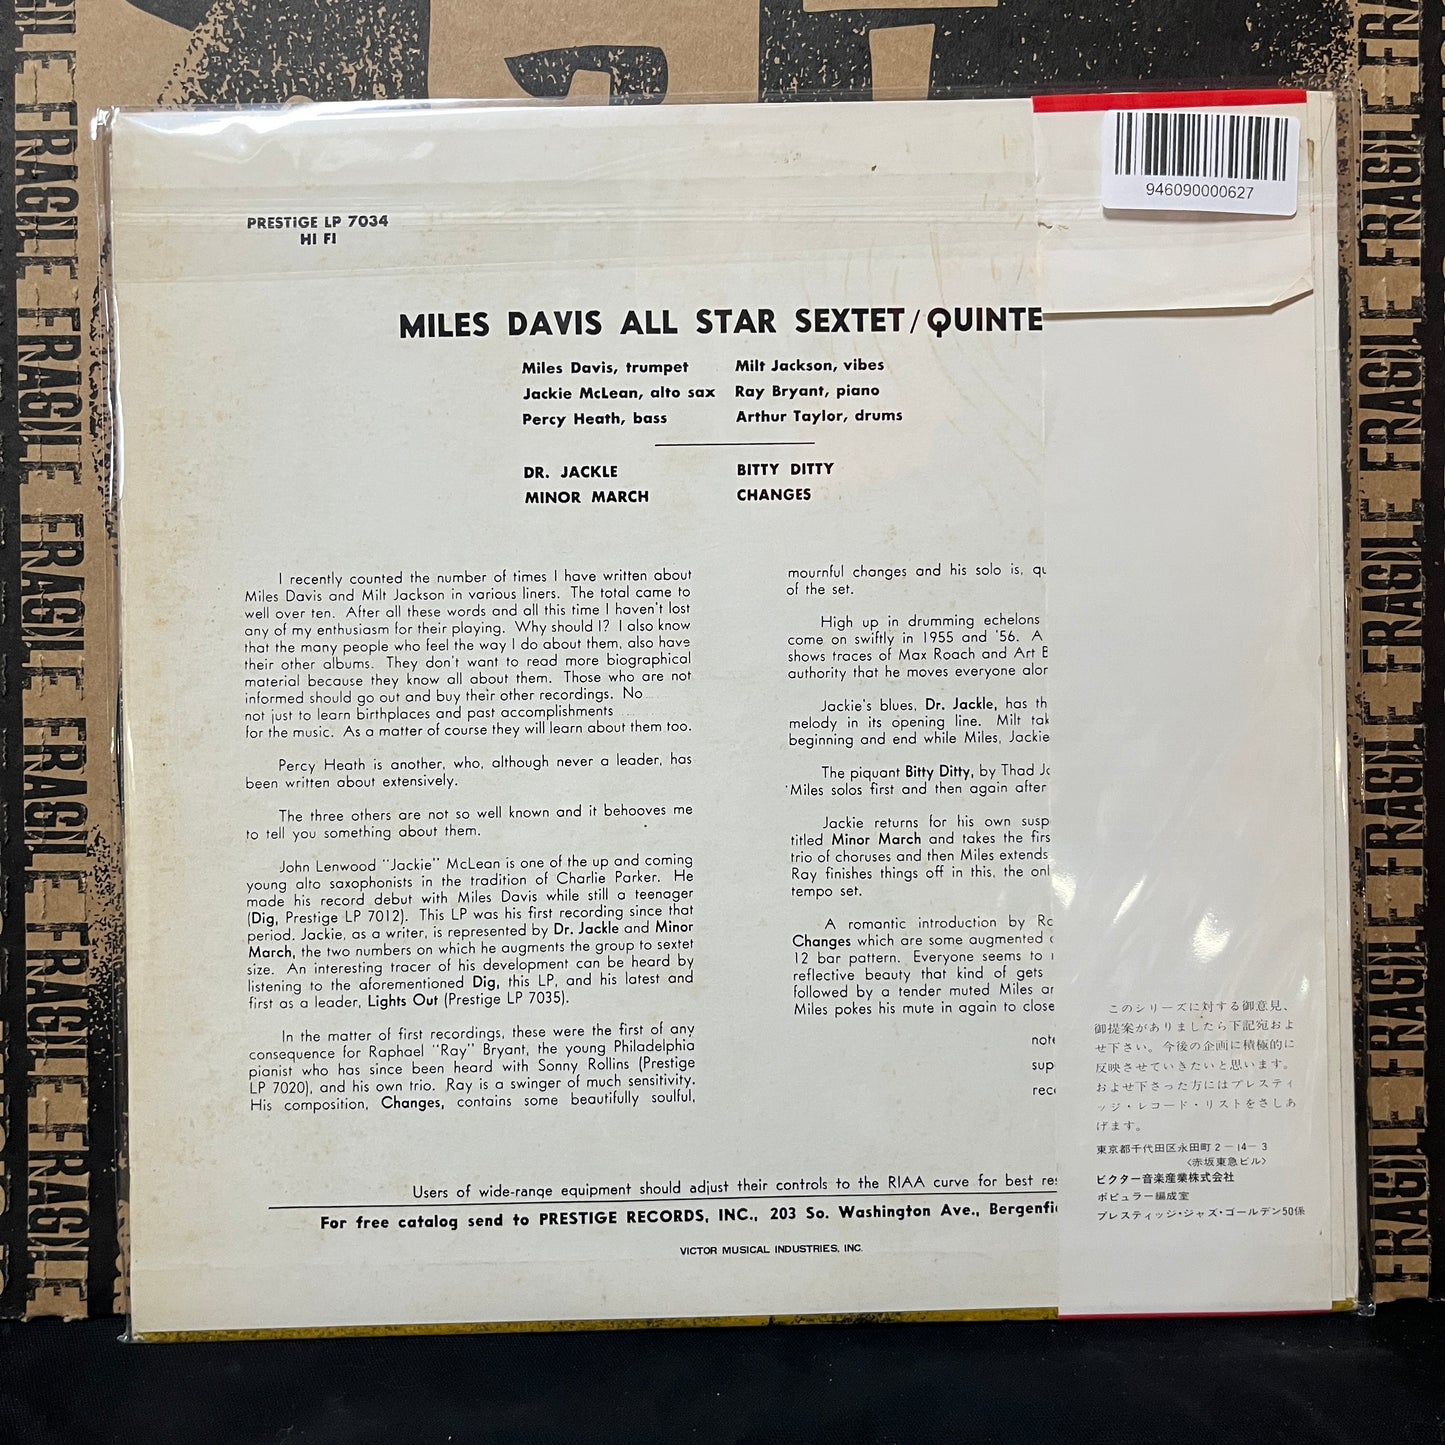 946090000627
PRESTIGE LP 7034
HI FI
MILES DAVIS ALL STAR SEXTET/QUINTE
Miles Davis, trumpet
Jackie McLean, alto sax
Percy Heath, bass
Milt Jackson, vibes
Ray Bryant, piano
Arthur Taylor, drums
DR. JACKLE
MINOR MARCH
BITTY DITTY
CHANGES
I recently counted the number of times I have written about
Miles Davis and Milt Jackson in various liners. The total came to
well over ten. After all these words and all this time I haven't lost
any of my enthusiasm for their playing. Why should I? I also know
that the many people who feel the way I do about them, also have
their other albums. They don't want to read more biographical
material because they know all about them. Those who are not
informed should go out and buy their other recordings. No
not just to learn birthplaces and past accomplishments
for the music. As a matter of course they will learn about them too.
Percy Heath is another, who, although never a leader, has
been written about extensively.
The three others are not so well known and it behooves me
to tell you something about them.
John Lenwood "Jackie" McLean is one of the up and coming
young alto saxophonists in the tradition of Charlie Parker. He
made his record debut with Miles Davis while still a teenager
(Dig, Prestige LP 7012). This LP was his first recording since that
period. Jackie, as a writer, is represented by Dr. Jackle and Minor
March, the two numbers on which he augments the group to sextet
size. An interesting tracer of his development can be heard by
listening to the aforementioned Dig, this LP, and his latest and
first as a leader, Lights Out (Prestige LP 7035).
In the matter of first recordings, these were the first of any
consequence for Raphael "Ray" Bryant, the young Philadelphia
pianist who has since been heard with Sonny Rollins (Prestige
LP 7020), and his own trio. Ray is a swinger of much sensitivity.
His composition, Changes, contains some beautifully soulful,
mournful changes and his solo is, qu
of the set.
High up in drumming echelons
come on swiftly in 1955 and '56. A
shows traces of Max Roach and Art B
authority that he moves everyone alon
Jackie's blues, Dr. Jackle, has th
melody in its opening line. Milt tak
beginning and end while Miles, Jackie
The piquant Bitty Ditty, by Thad Jo
Miles solos first and then again after
Jackie returns for his own susp
titled Minor March and takes the firs
trio of choruses and then Miles extends
Ray finishes things off in this, the onl
tempo set.
A romantic introduction by Ra
Changes which are some augmented
12 bar pattern. Everyone seems to
reflective beauty that kind of gets
followed by a tender muted Miles an
Miles pokes his mute in again to close
note
sup
reco
Users of wide-range equipment should adjust their controls to the RIAA curve for best res
For free catalog send to PRESTIGE RECORDS, INC., 203 So. Washington Ave., Bergenfie
VICTOR MUSICAL INDUSTRIES, INC.
このシリーズに対する御意見、
御提案がありましたら下記宛およ
せ下さい。今後の企画に積極的に
反映させていきたいと思います。
およせ下さった方にはプレスティ
ッジ・レコード・リストをさしあ
げます。
東京都千代田区永田町2-14-3
〈赤坂東急ビル〉
ビクター音楽産業株式会社
ポピュラー編成室
プレスティッジ・ジャズ・ゴールデン50係
FRAGILE FRAGILE FRAGILE FRAGILE FRAGILE
FRAGILE FRAGILE FRAGILE FRAGILE FRAGILE